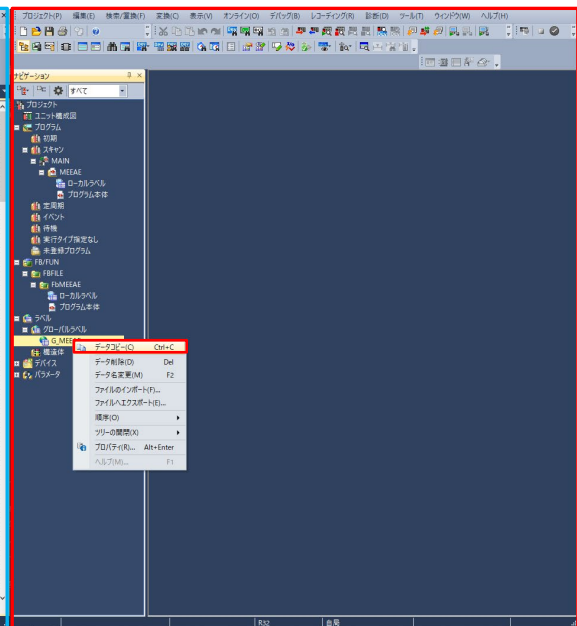 プロジェクト(P) 編集(E) 検索/置換(F) 変換(C) 表示(V) オンライン(O) デバッグ(B) レコーディング(R) 診断(D) ツール(T) ウィンドウ(W) ヘルプ(H)
ナビゲーション
すべて
プロジェクト
ユニット構成図
プログラム
初期
スキャン
MAIN
MEEAE
ローカルラベル
プログラム本体
定周期
イベント
待機
実行タイプ指定なし
未登録プログラム
FB/FUN
FBFILE
FbMEEAE
ローカルラベル
プログラム本体
ラベル
グローバルラベル
G_MEEAE
構造体
デバイス
パラメータ
データコピー(C) Ctrl+C
データ削除(D) Del
データ名変更(M) F2
ファイルのインポート(F)...
ファイルへエクスポート(E)...
順序(O)
ツリーの開閉(X)
プロパティ(R)... Alt+Enter
ヘルプ(M)... F1
R32 自局